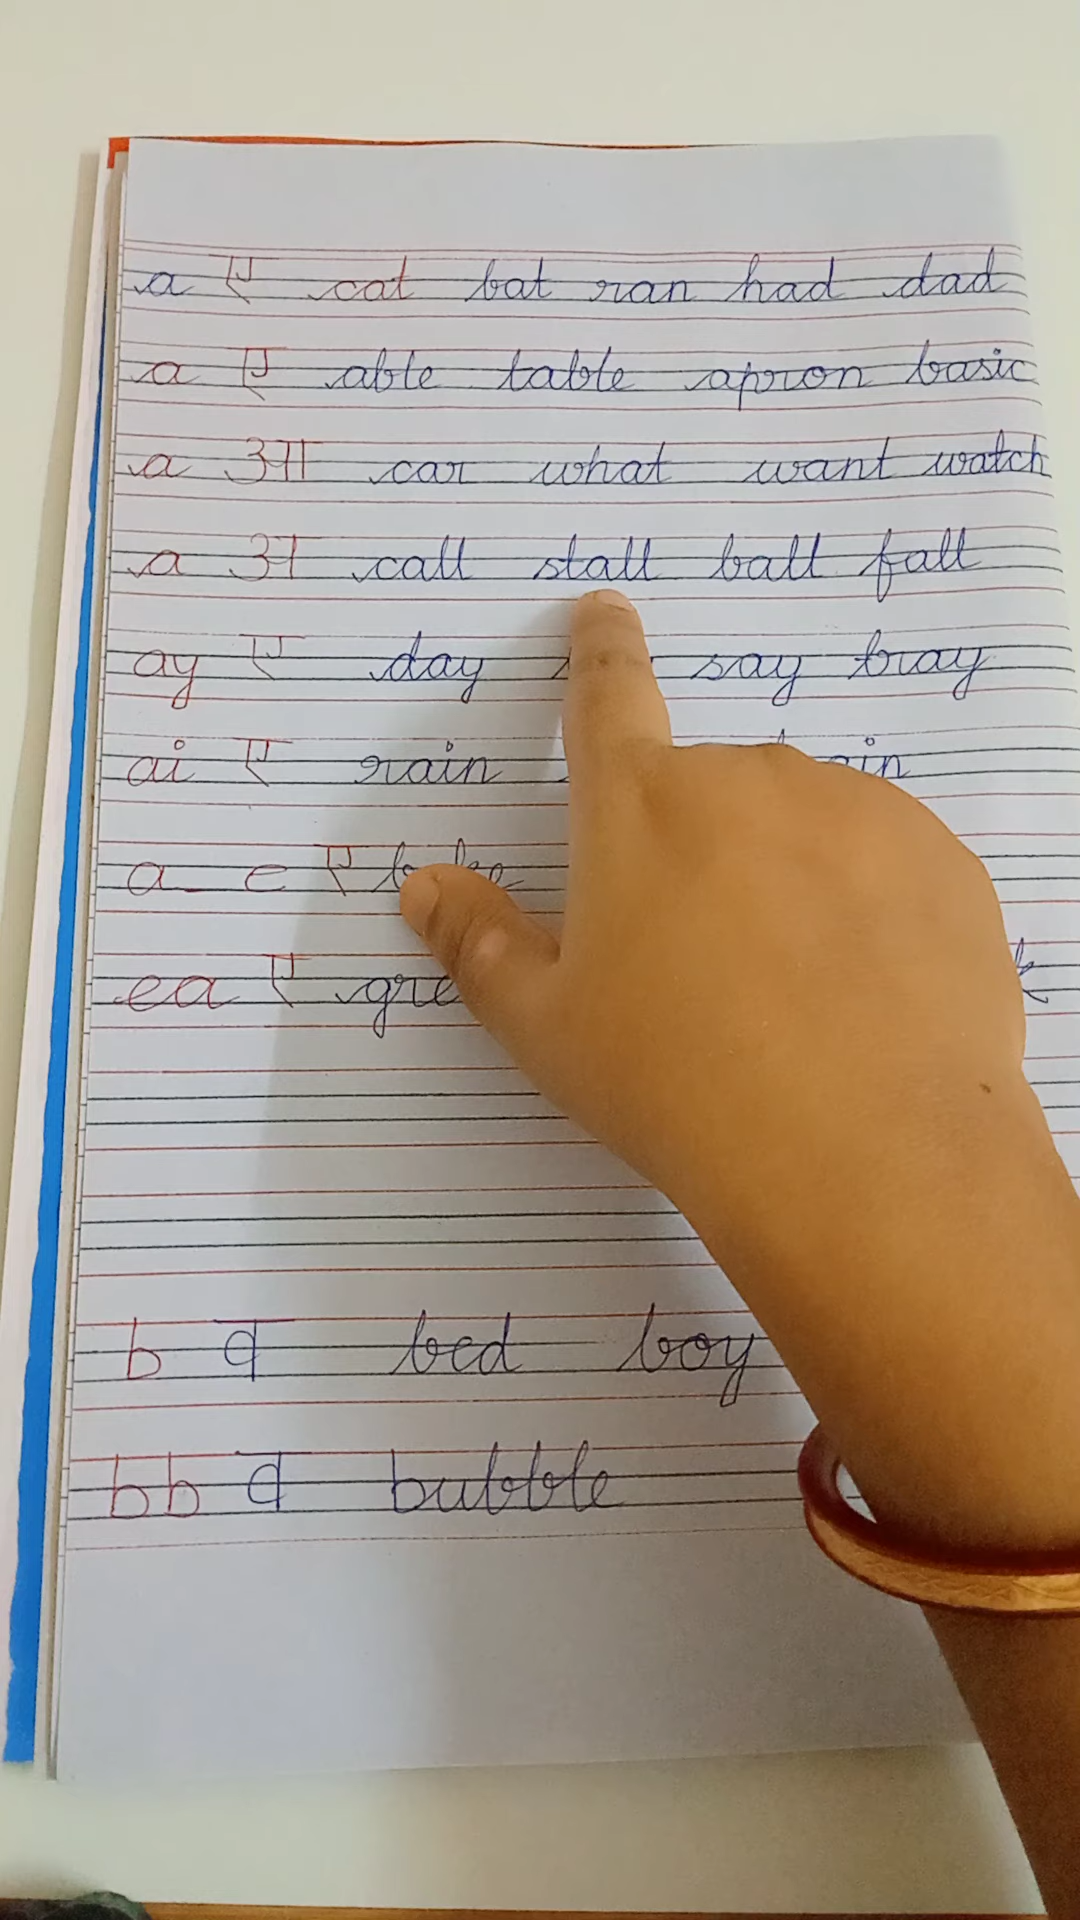 a ए cat bat ran had dad
a ए able table apron basic
a आ car what want watch
a अ call stall ball fall
ay ए day say bray
ai ए rain
a_e ए
ea ए
b ब bed boy
bb ब bubble